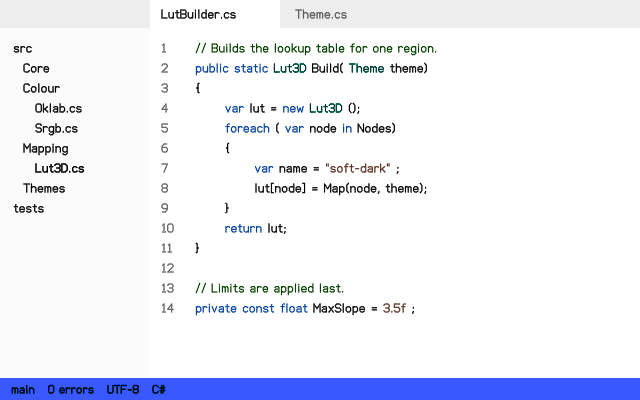 LutBuilder.cs Theme.cs
src
Core
Colour
Oklab.cs
Srgb.cs
Mapping
Lut3D.cs
Themes
tests
1 // Builds the lookup table for one region.
2 public static Lut3D Build( Theme theme)
3 {
4 var lut = new Lut3D ();
5 foreach ( var node in Nodes)
6 {
7 var name = "soft-dark" ;
8 lut[node] = Map(node, theme);
9 }
10 return lut;
11 }
12
13 // Limits are applied last.
14 private const float MaxSlope = 3.5f ;
main 0 errors UTF-8 C#